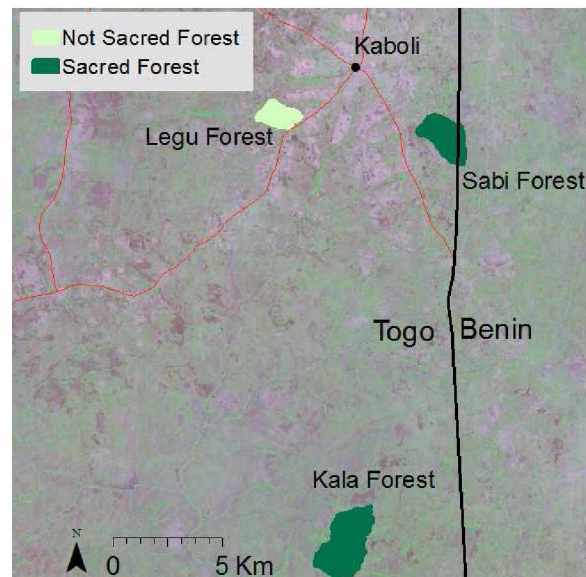 Not Sacred Forest
Sacred Forest
Kaboli
Legu Forest
Sabi Forest
Togo Benin
Kala Forest
N
0 5 Km